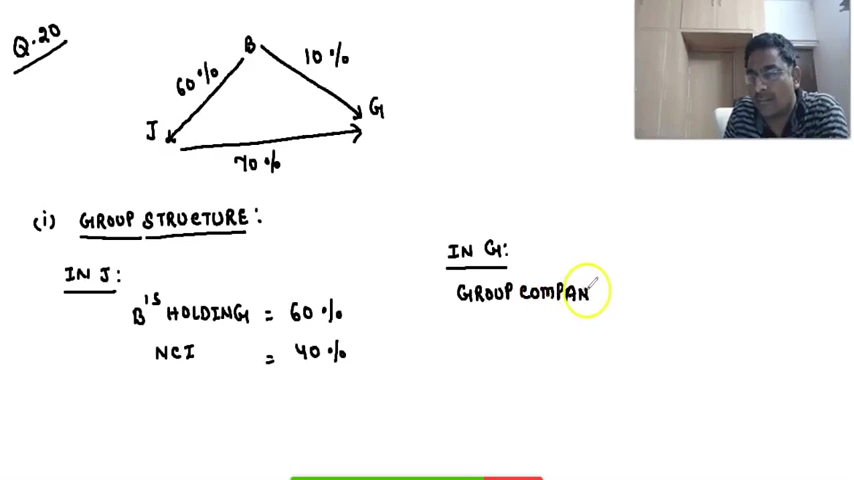 Q.20
B
60%
10%
J
G
70%
(i) GROUP STRUCTURE:
IN J:
B'S HOLDING = 60%
NCI = 40%
IN G:
GROUP COMPAN